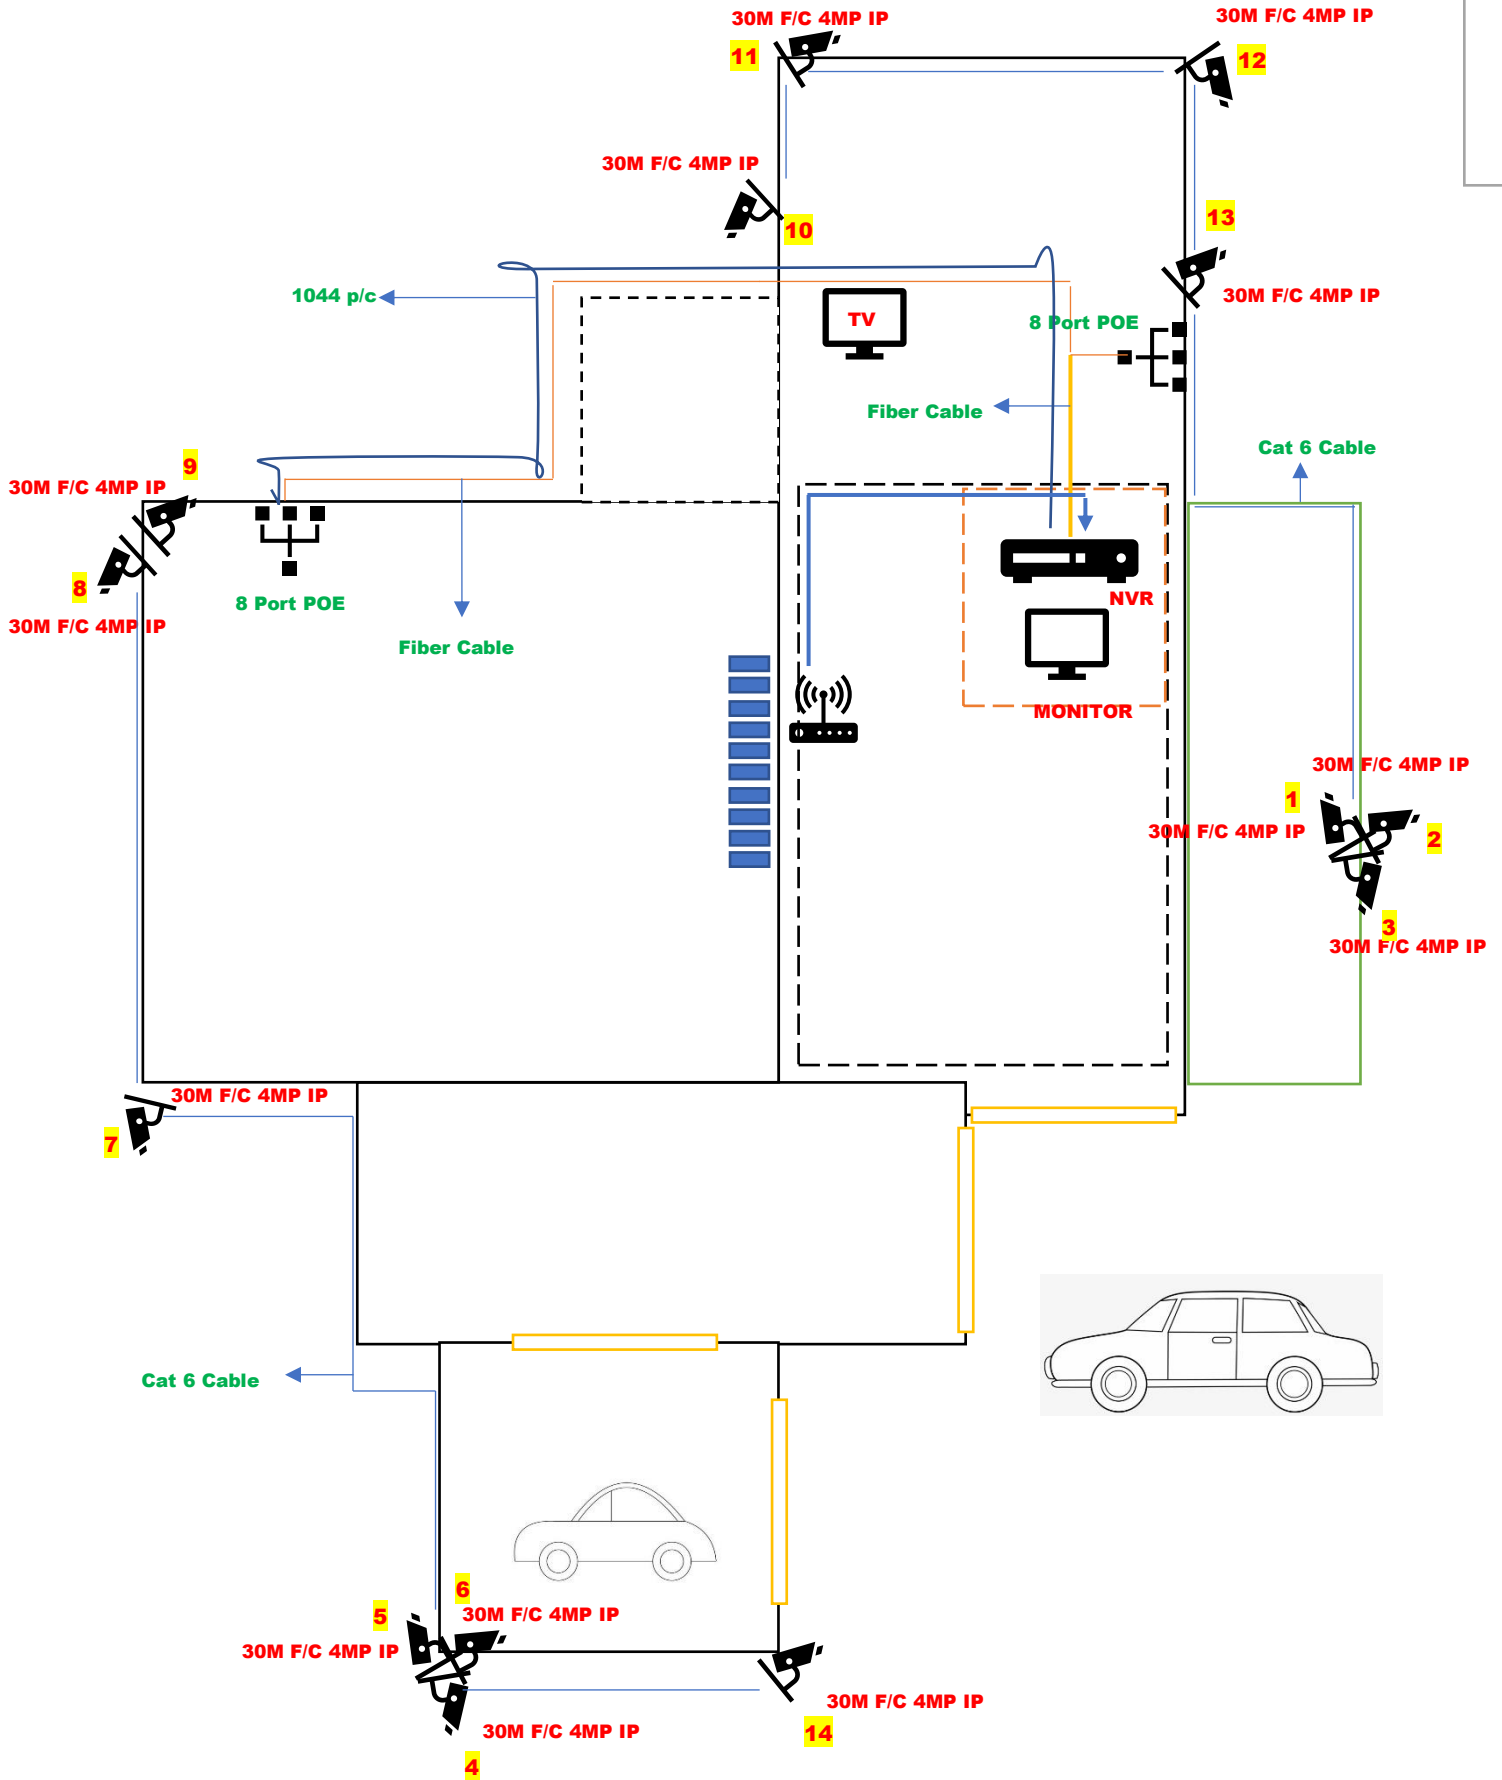 30M F/C 4MP IP
30M F/C 4MP IP
11
12
30M F/C 4MP IP
13
10
1044 p/c
30M F/C 4MP IP
TV
8 Port POE
Fiber Cable
Cat 6 Cable
9
30M F/C 4MP IP
8
8 Port POE
NVR
30M F/C 4MP IP
Fiber Cable
MONITOR
30M F/C 4MP IP
1
30M F/C 4MP IP
2
3
30M F/C 4MP IP
30M F/C 4MP IP
7
Cat 6 Cable
6
5
30M F/C 4MP IP
30M F/C 4MP IP
30M F/C 4MP IP
30M F/C 4MP IP
14
4